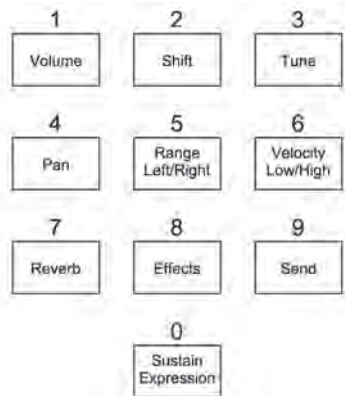 1 2 3
Volume Shift Tune
4 5 6
Pan Range Left/Right Velocity Low/High
7 8 9
Reverb Effects Send
0
Sustain
Expression